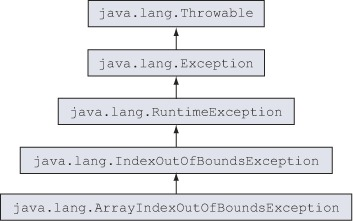 java.lang.Throwable
java.lang.Exception
java.lang.RuntimeException
java.lang.IndexOutOfBoundsException
java.lang.ArrayIndexOutOfBoundsException